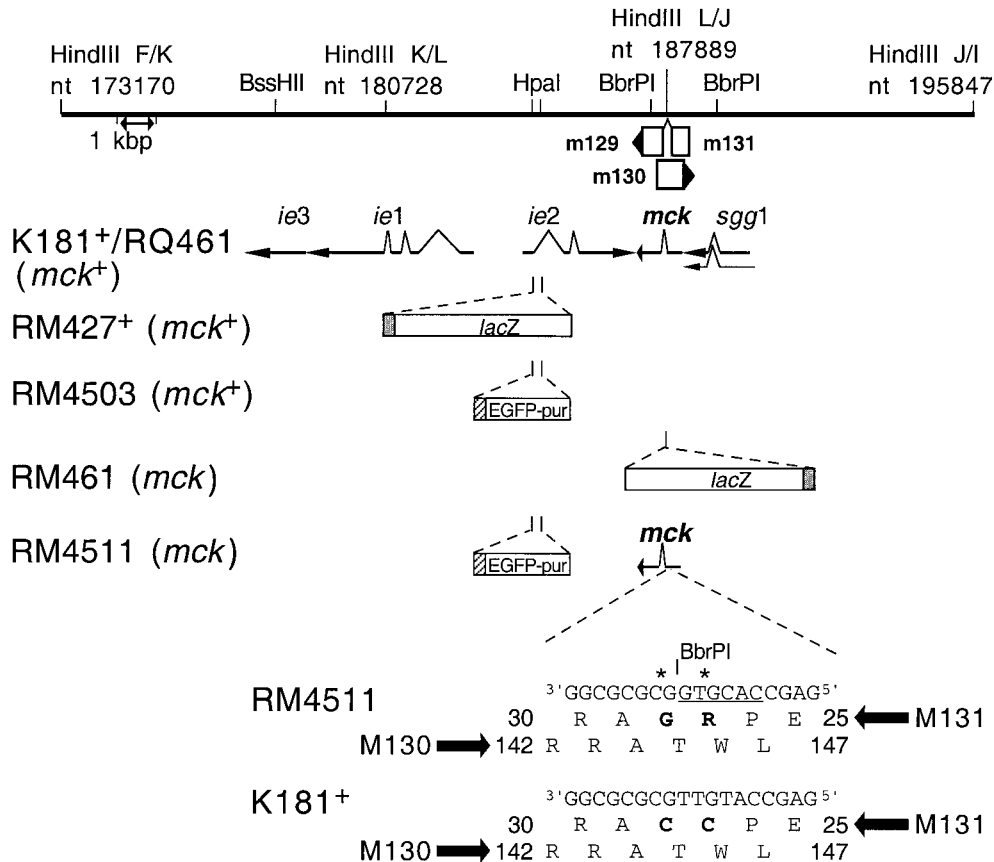 HindIII L/J
HindIII F/K HindIII K/L nt 187889 HindIII J/I
nt 173170 BssHII nt 180728 HpaI BbrPI BbrPI nt 195847
1 kbp
m129 m131
m130
ie3 ie1 ie2 mck sgg1
K181+/RQ461
(mck+)
RM427+ (mck+) lacZ
RM4503 (mck+) EGFP-pur
RM461 (mck) lacZ
RM4511 (mck) EGFP-pur mck
BbrPI
* *
RM4511 3'GGCGCGCGGTGCACCGAG5'
30 R A G R P E 25 M131
M130 142 R R A T W L 147
K181+ 3'GGCGCGCGTTGTACCGAG5'
30 R A C C P E 25 M131
M130 142 R R A T W L 147